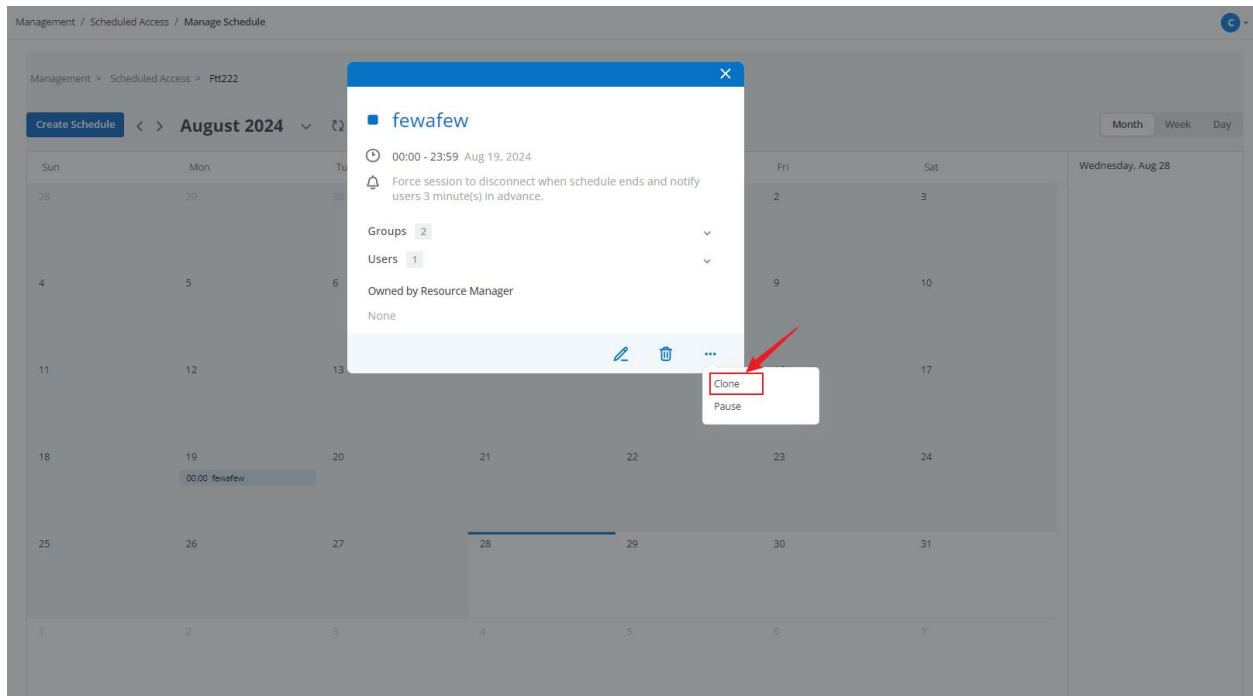 Management / Scheduled Access / Manage Schedule
C
Management > Scheduled Access > Ftt222
Create Schedule < > August 2024
Month Week Day
fewafew
00:00 - 23:59 Aug 19, 2024
Force session to disconnect when schedule ends and notify
users 3 minute(s) in advance.
Groups 2
Users 1
Owned by Resource Manager
None
Clone
Pause
Sun Mon Tu Fri Sat Wednesday, Aug 28
28 29 30 2 3
4 5 6 9 10
11 12 13 17
18 19 20 21 22 23 24
00:00 fewafew
25 26 27 28 29 30 31
1 2 3 4 5 6 7